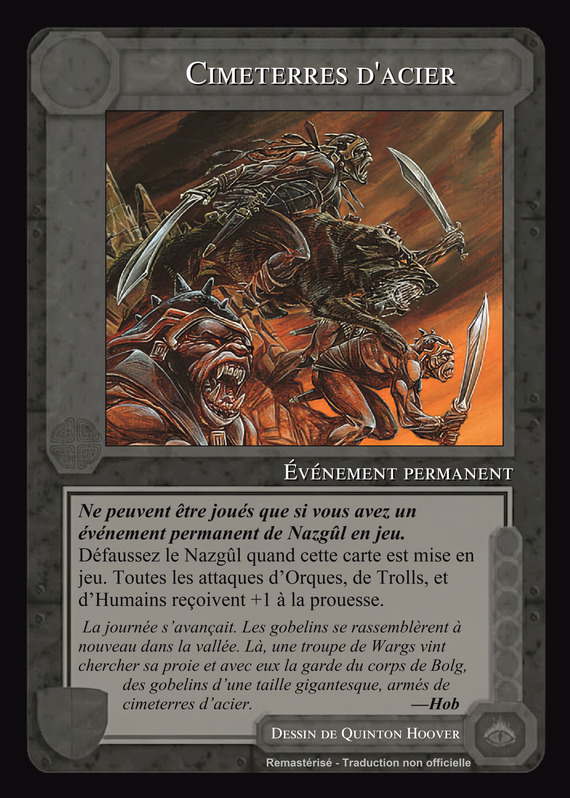 Cimeterres d'acier
Événement permanent
Ne peuvent être joués que si vous avez un
événement permanent de Nazgûl en jeu.
Défaussez le Nazgûl quand cette carte est mise en
jeu. Toutes les attaques d’Orques, de Trolls, et
d’Humains reçoivent +1 à la prouesse.
La journée s’avançait. Les gobelins se rassemblèrent à
nouveau dans la vallée. Là, une troupe de Wargs vint
chercher sa proie et avec eux la garde du corps de Bolg,
des gobelins d’une taille gigantesque, armés de
cimeterres d’acier. —Hob
Dessin de Quinton Hoover
Remastérisé - Traduction non officielle